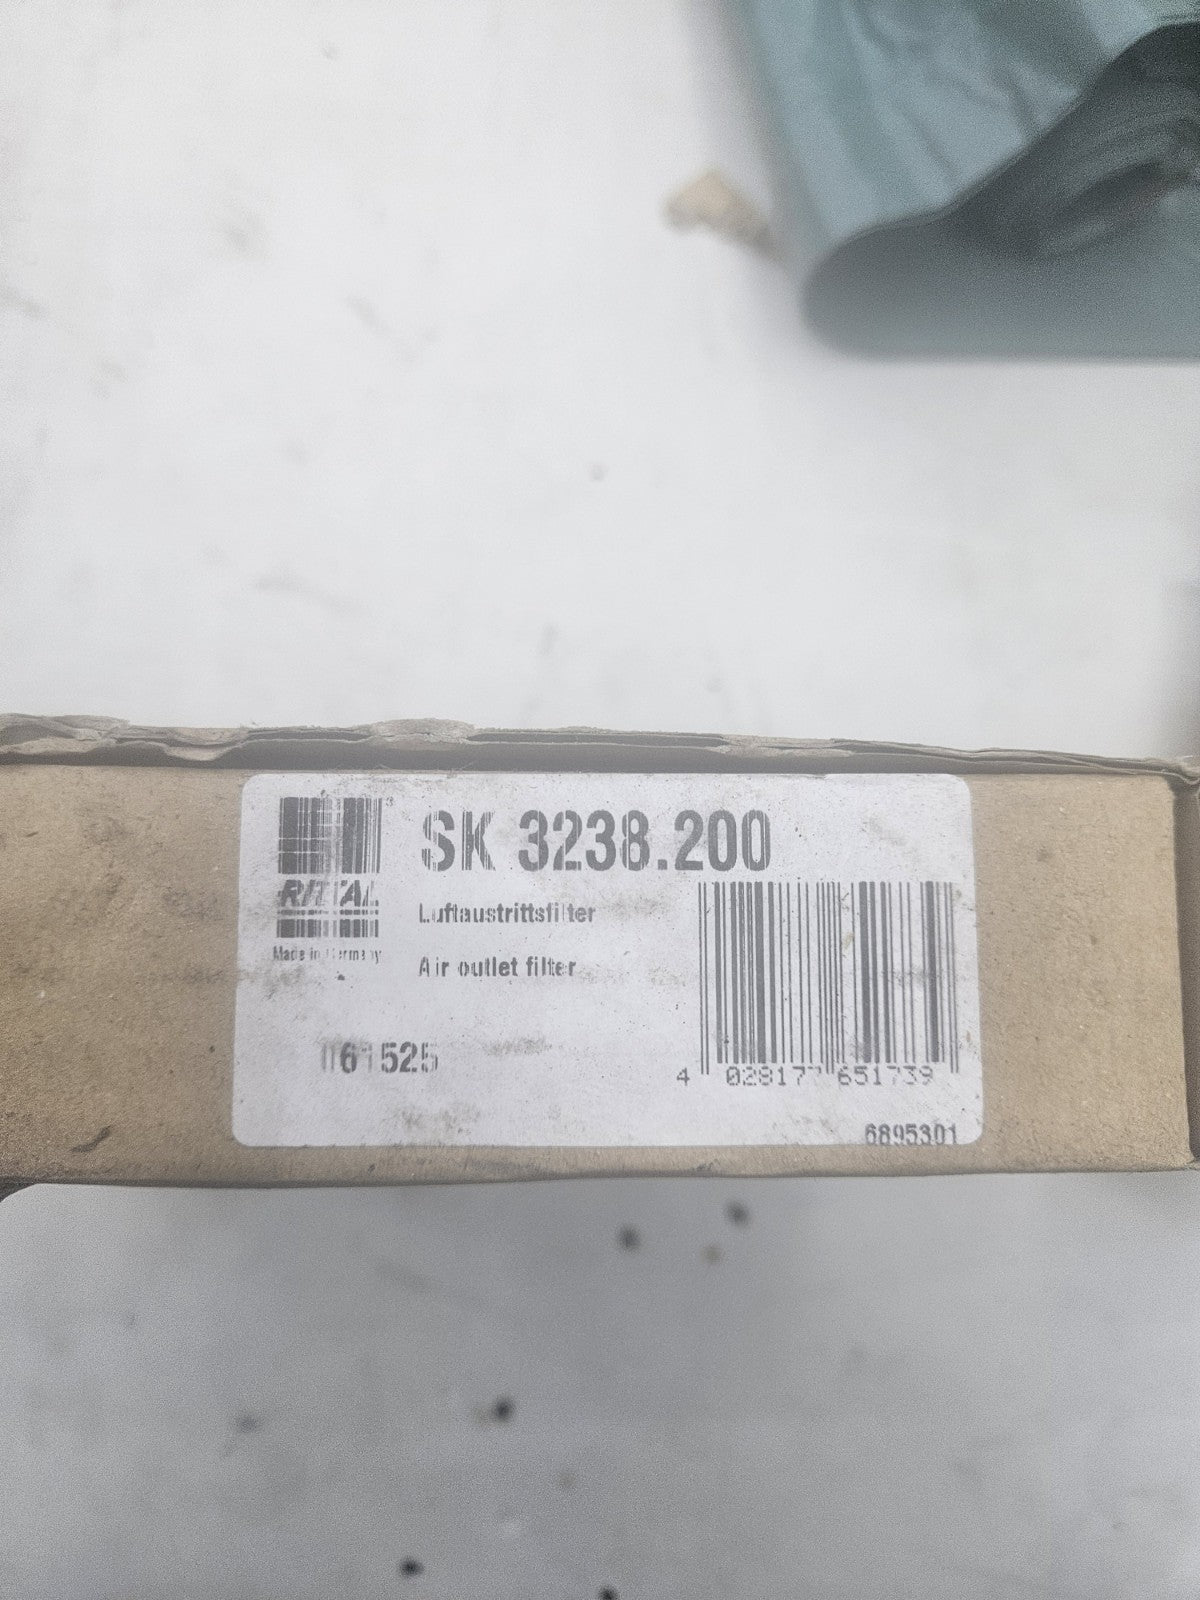 RITTAL
Made in Germany
SK 3238.200
Luftaustrittsfilter
Air outlet filter
061525
4 028177 651739
6895301